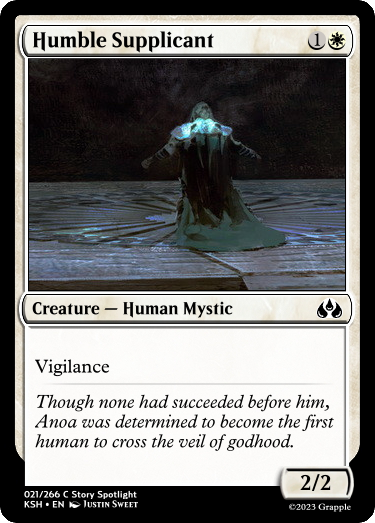 Humble Supplicant 1
Creature — Human Mystic
Vigilance
Though none had succeeded before him,
Anoa was determined to become the first
human to cross the veil of godhood.
2/2
021/266 C Story Spotlight
KSH • EN Justin Sweet
©2023 Grapple